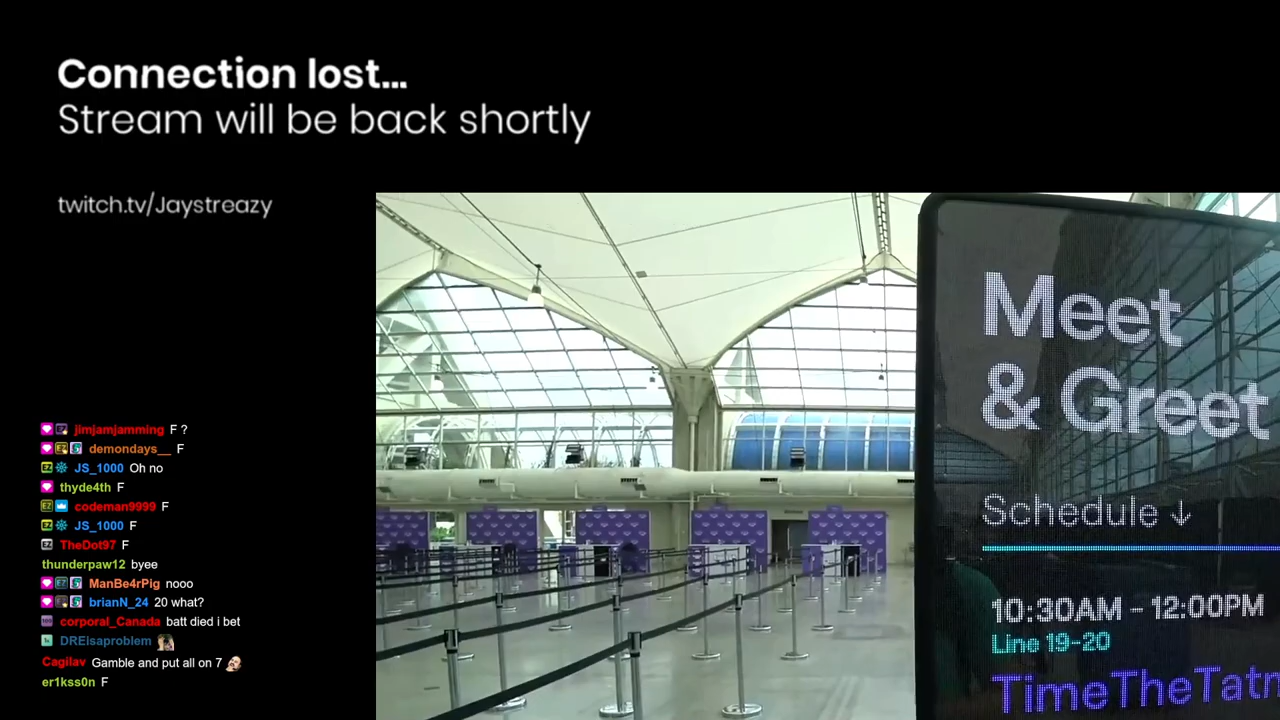 Connection lost...
Stream will be back shortly
twitch.tv/Jaystreazy
Meet
& Greet
Schedule ↓
10:30AM - 12:00PM
Line 19-20
TimeTheTatm
jimjamjamming F ?
demondays__ F
JS_1000 Oh no
thyde4th F
codeman9999 F
JS_1000 F
TheDot97 F
thunderpaw12 byee
ManBe4rPig nooo
brianN_24 20 what?
corporal_Canada batt died i bet
DREisaproblem
Cagilav Gamble and put all on 7
er1kss0n F